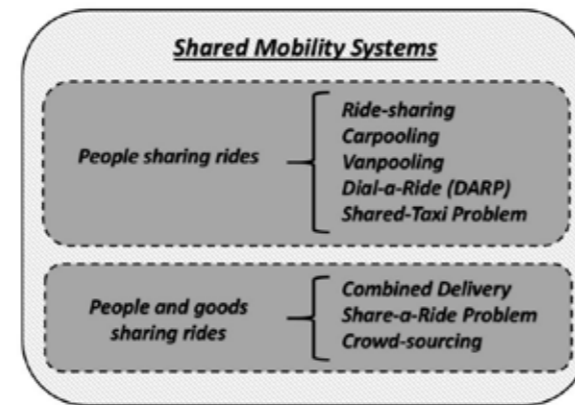 Shared Mobility Systems
People sharing rides
Ride-sharing
Carpooling
Vanpooling
Dial-a-Ride (DARP)
Shared-Taxi Problem
People and goods
sharing rides
Combined Delivery
Share-a-Ride Problem
Crowd-sourcing